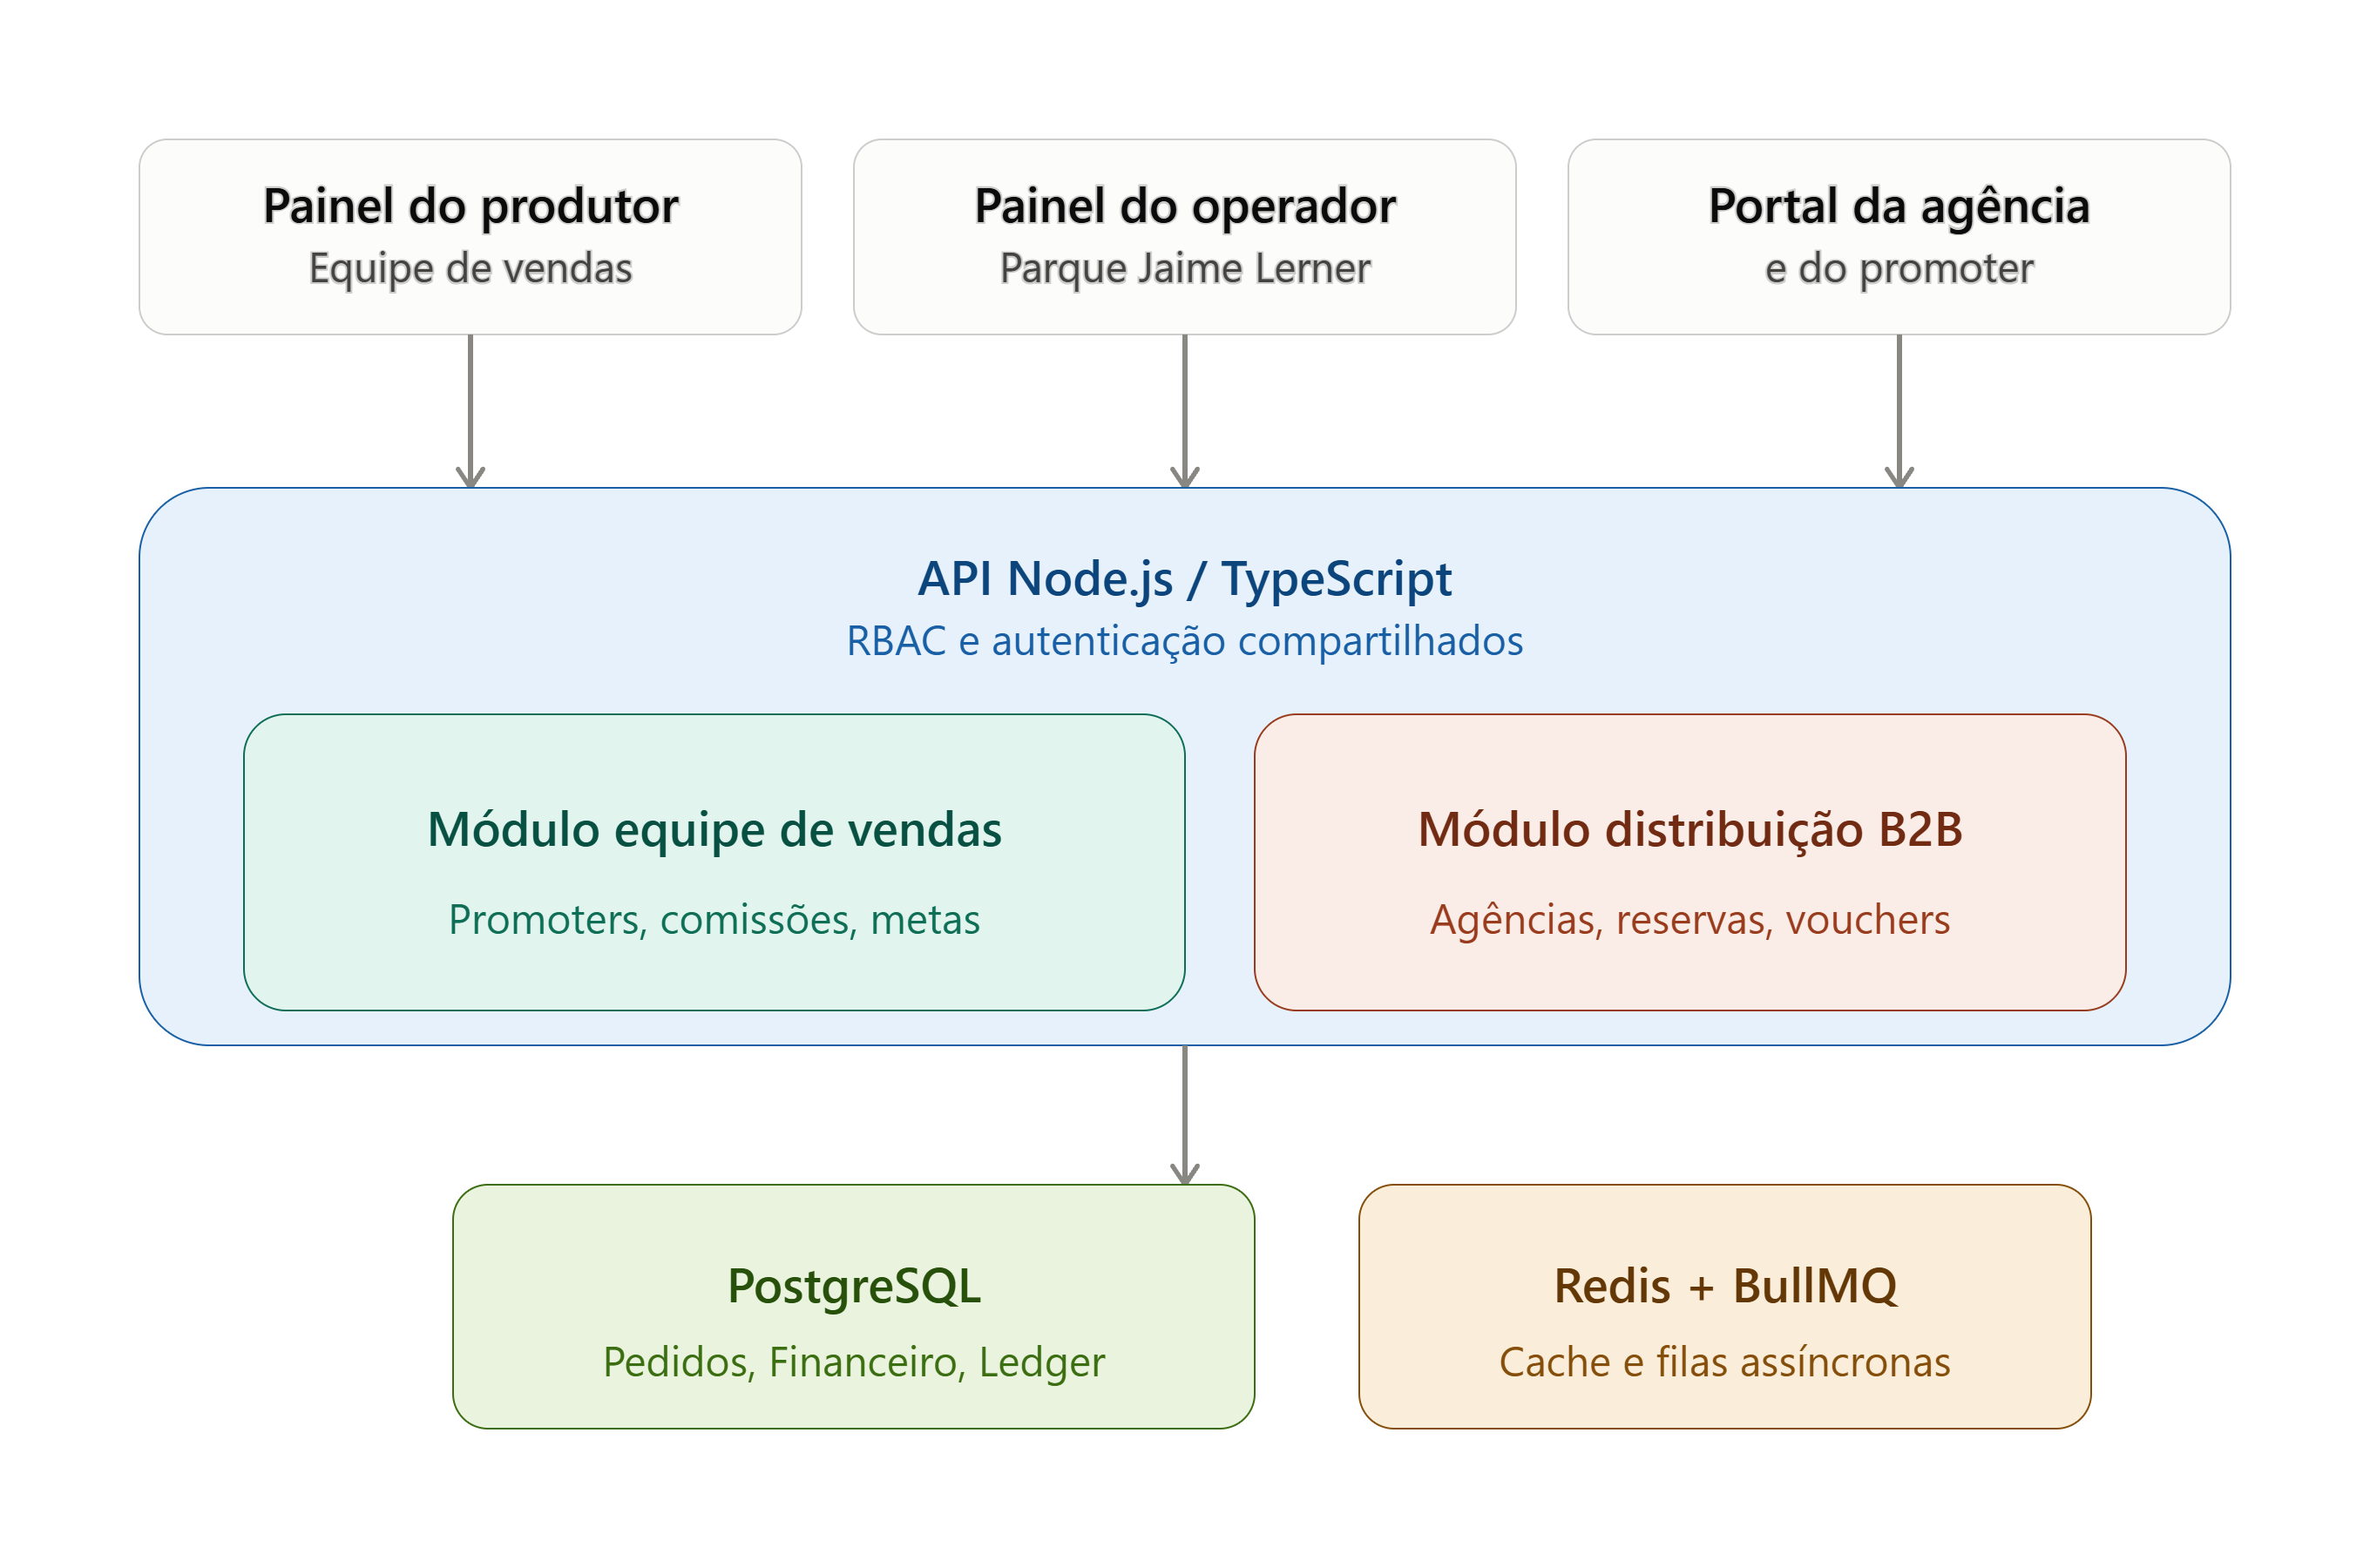 Painel do produtor
Equipe de vendas
Painel do operador
Parque Jaime Lerner
Portal da agência
e do promoter
API Node.js / TypeScript
RBAC e autenticação compartilhados
Módulo equipe de vendas
Promoters, comissões, metas
Módulo distribuição B2B
Agências, reservas, vouchers
PostgreSQL
Pedidos, Financeiro, Ledger
Redis + BullMQ
Cache e filas assíncronas